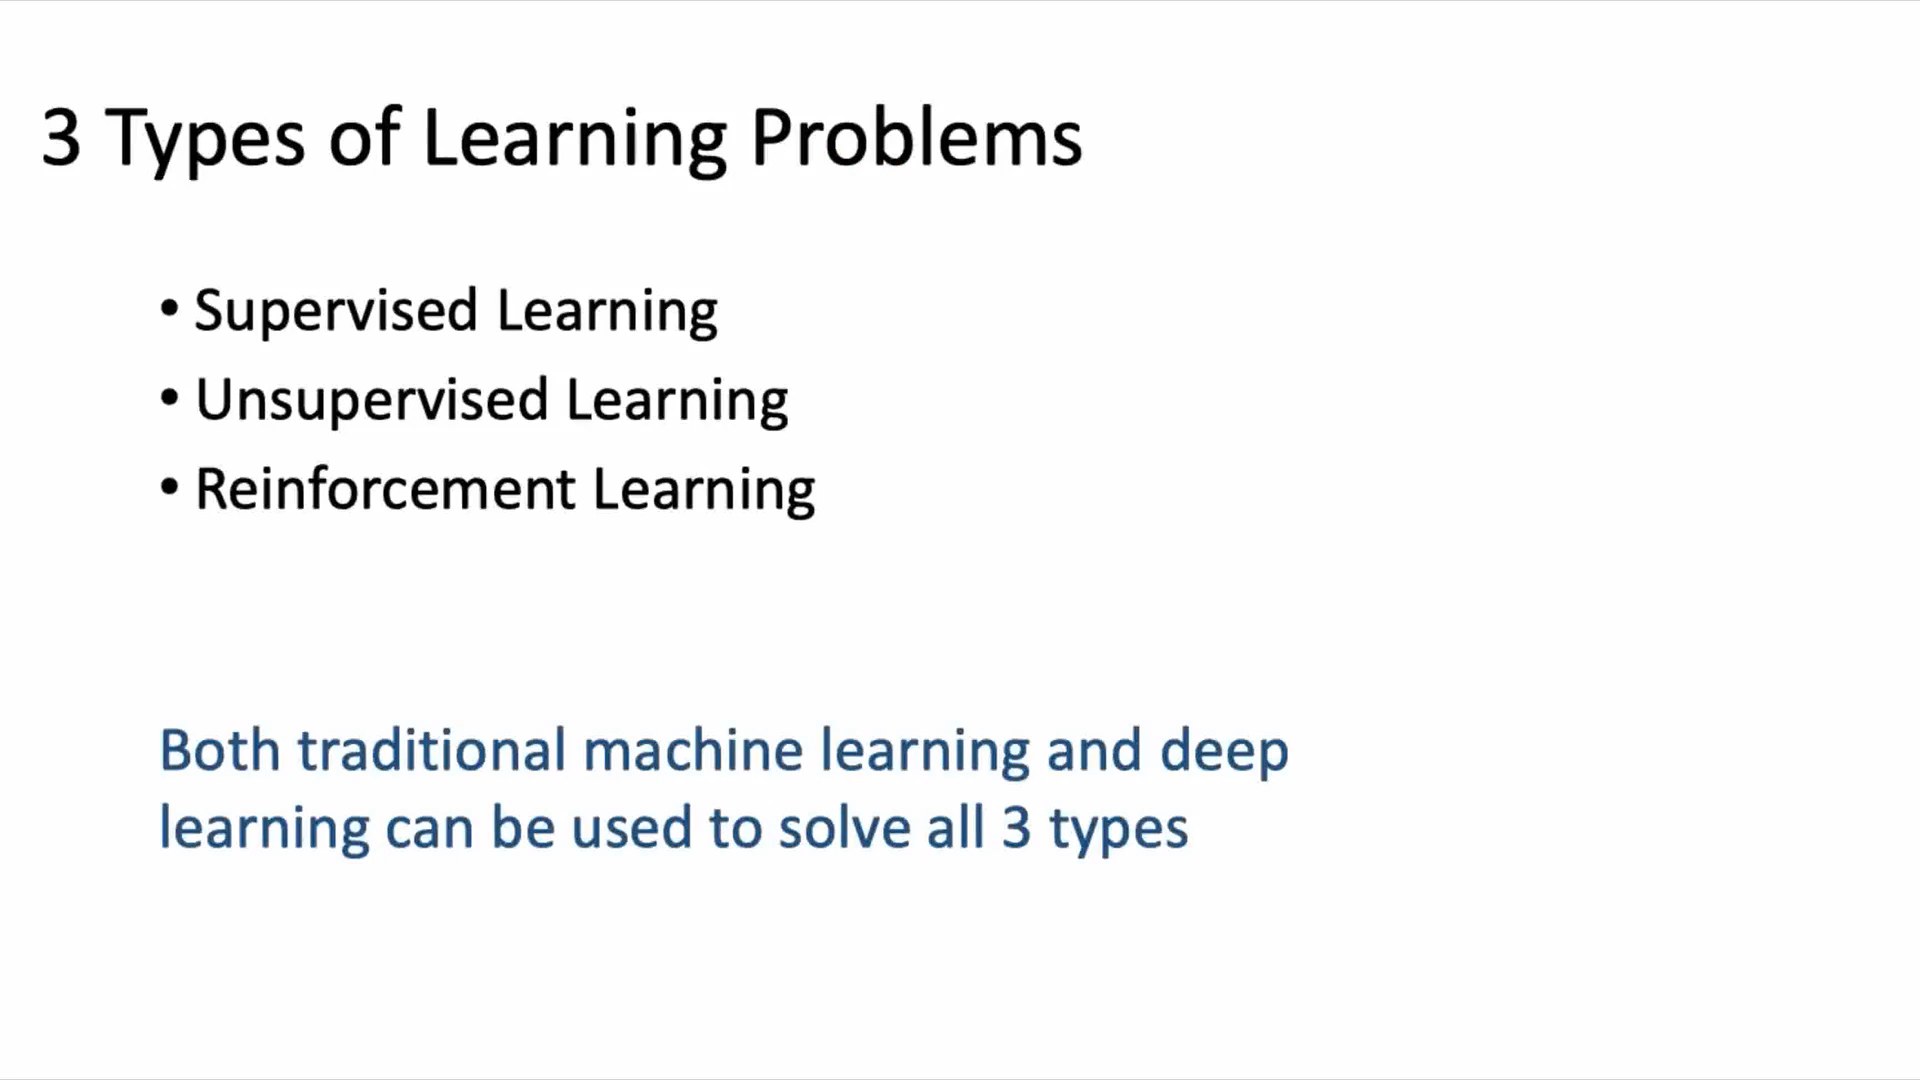 3 Types of Learning Problems
• Supervised Learning
• Unsupervised Learning
• Reinforcement Learning
Both traditional machine learning and deep
learning can be used to solve all 3 types